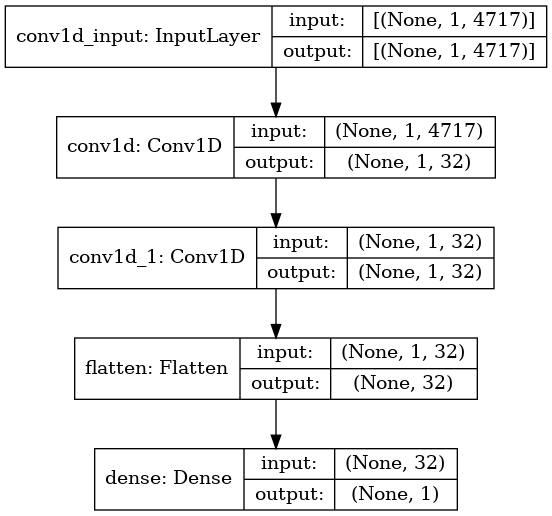 conv1d_input: InputLayer
input:
[(None, 1, 4717)]
output:
[(None, 1, 4717)]
conv1d: Conv1D
input:
(None, 1, 4717)
output:
(None, 1, 32)
conv1d_1: Conv1D
input:
(None, 1, 32)
output:
(None, 1, 32)
flatten: Flatten
input:
(None, 1, 32)
output:
(None, 32)
dense: Dense
input:
(None, 32)
output:
(None, 1)